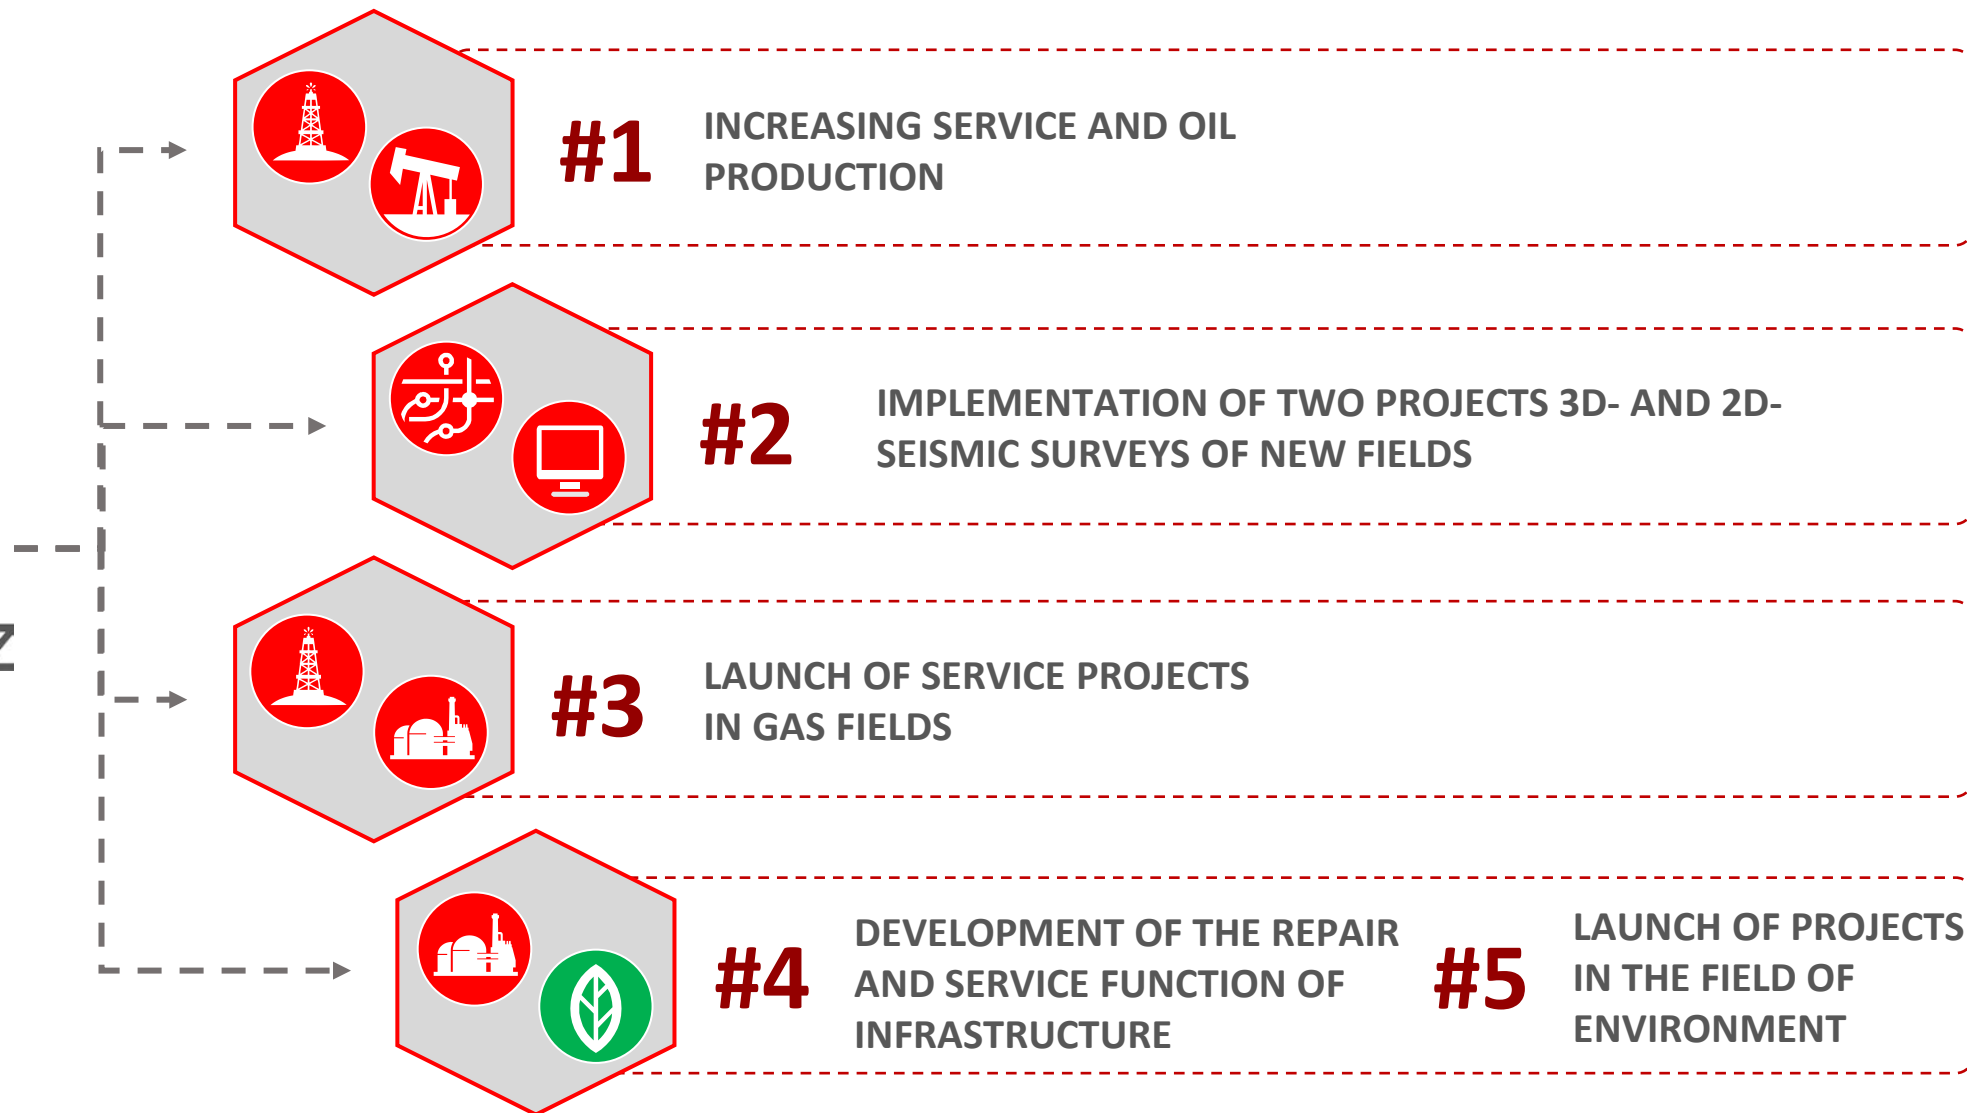 #1
INCREASING SERVICE AND OIL
PRODUCTION
#2
IMPLEMENTATION OF TWO PROJECTS 3D- AND 2D-
SEISMIC SURVEYS OF NEW FIELDS
#3
LAUNCH OF SERVICE PROJECTS
IN GAS FIELDS
#4
DEVELOPMENT OF THE REPAIR
AND SERVICE FUNCTION OF
INFRASTRUCTURE
#5
LAUNCH OF PROJECTS
IN THE FIELD OF
ENVIRONMENT